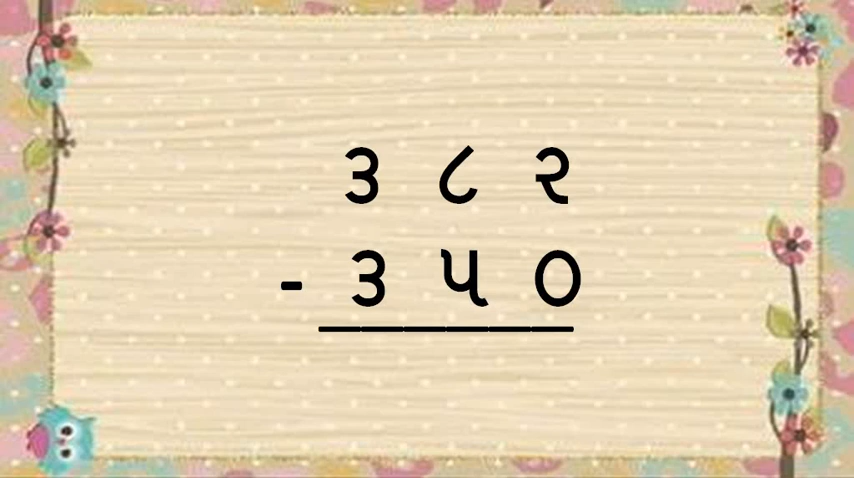 ૩ ૮ ૨
- ૩ ૫ ૦